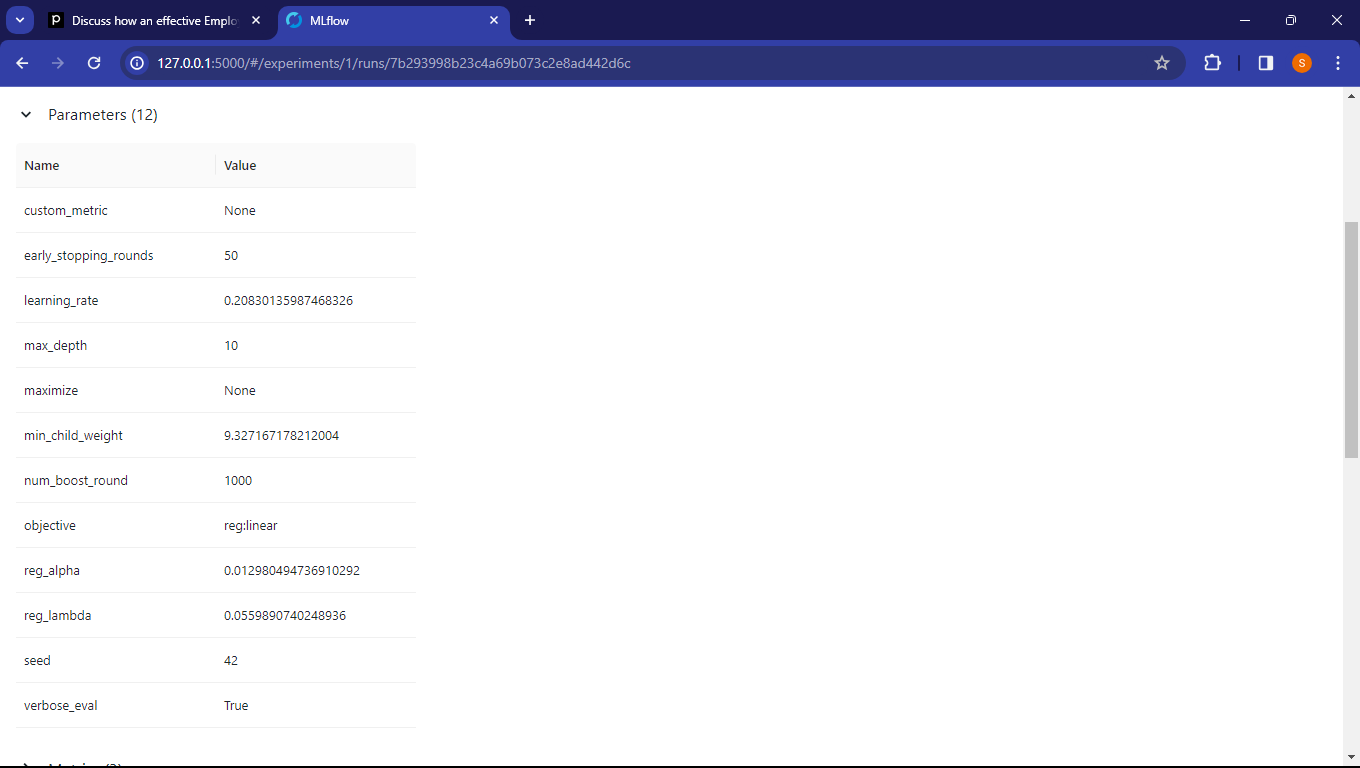 Discuss how an effective Emplo
MLflow
127.0.0.1:5000/#/experiments/1/runs/7b293998b23c4a69b073c2e8ad442d6c
S
Parameters (12)
Name Value
custom_metric None
early_stopping_rounds 50
learning_rate 0.20830135987468326
max_depth 10
maximize None
min_child_weight 9.327167178212004
num_boost_round 1000
objective reg:linear
reg_alpha 0.012980494736910292
reg_lambda 0.0559890740248936
seed 42
verbose_eval True